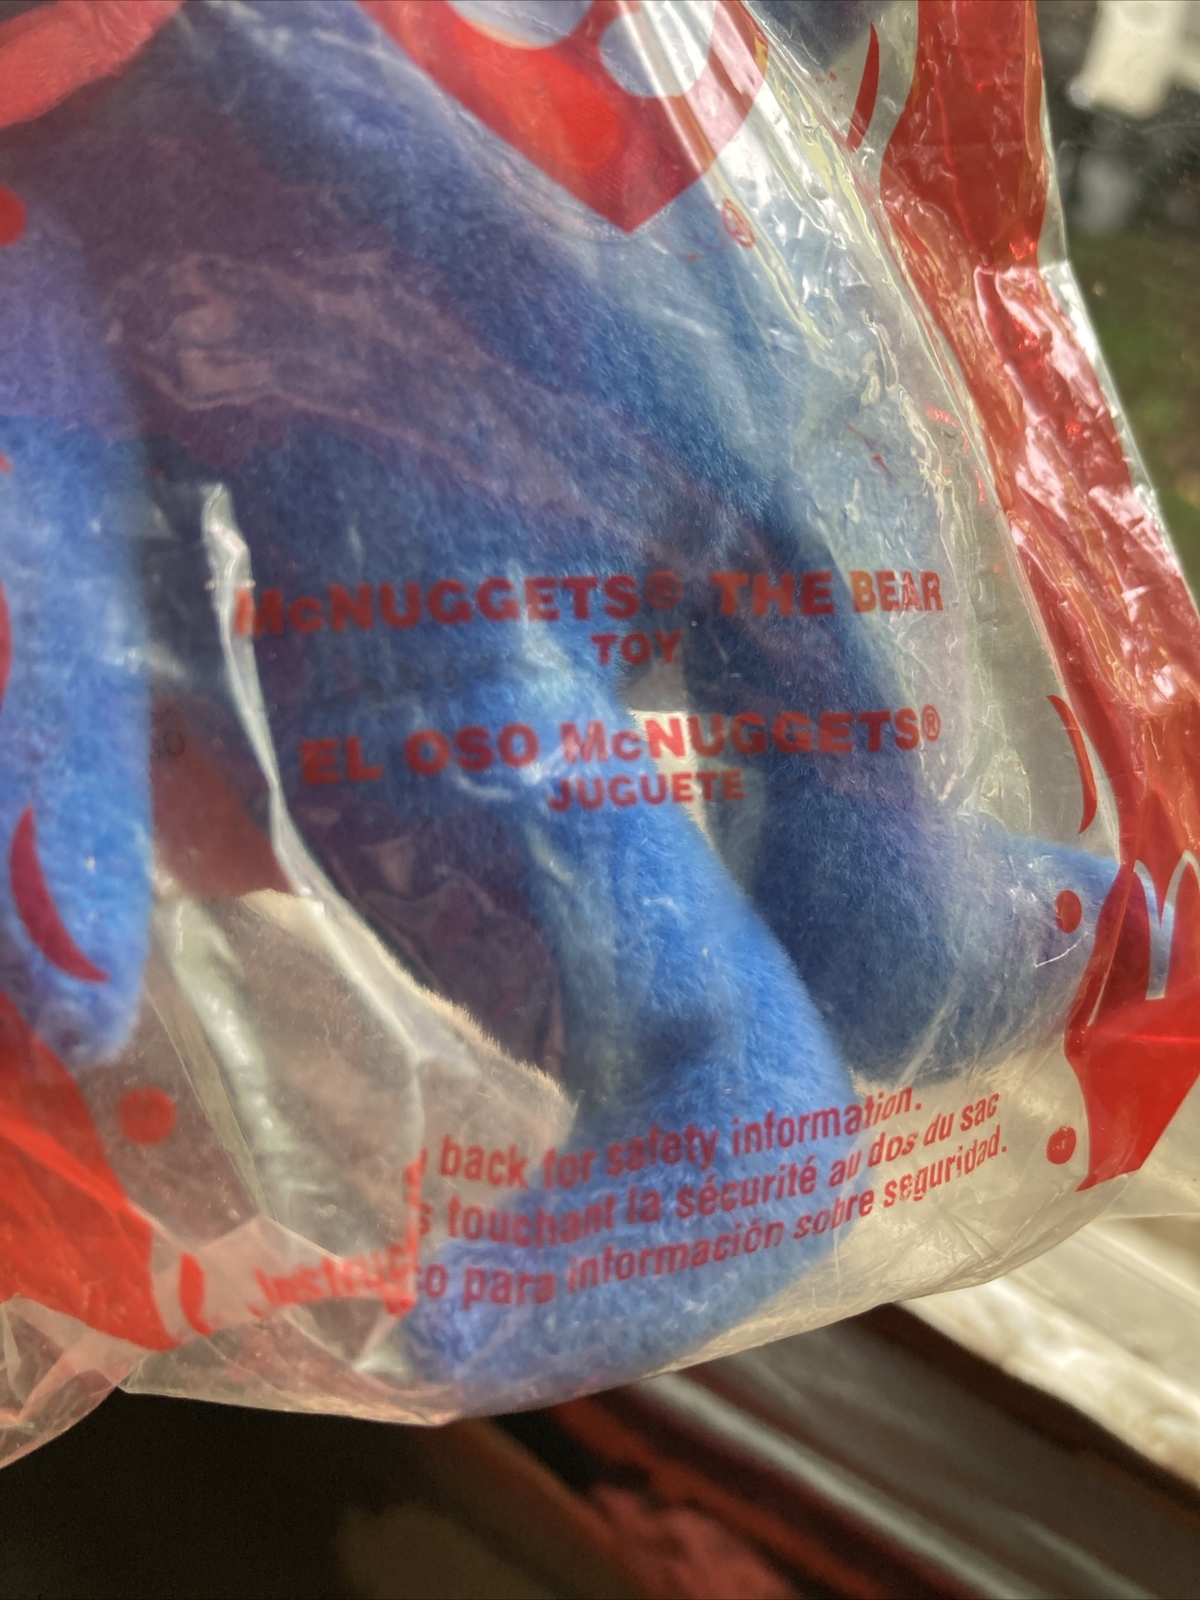 McNUGGETS® THE BEAR
TOY
EL OSO McNUGGETS®
JUGUETE
back for safety information.
touchant la sécurité au dos du sac
para información sobre seguridad.